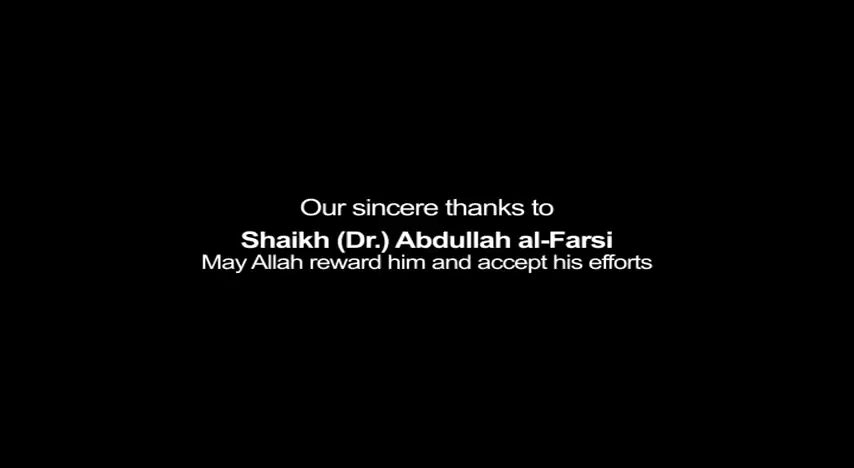 Our sincere thanks to
Shaikh (Dr.) Abdullah al-Farsi
May Allah reward him and accept his efforts